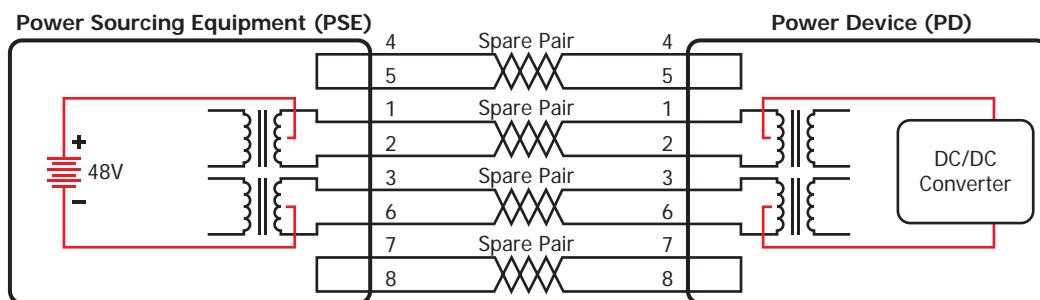 Power Sourcing Equipment (PSE) Power Device (PD)
4 Spare Pair 4
5 5
1 Spare Pair 1
2 2
+
48V
−
3 Spare Pair 3
6 6
7 Spare Pair 7
8 8
DC/DC
Converter